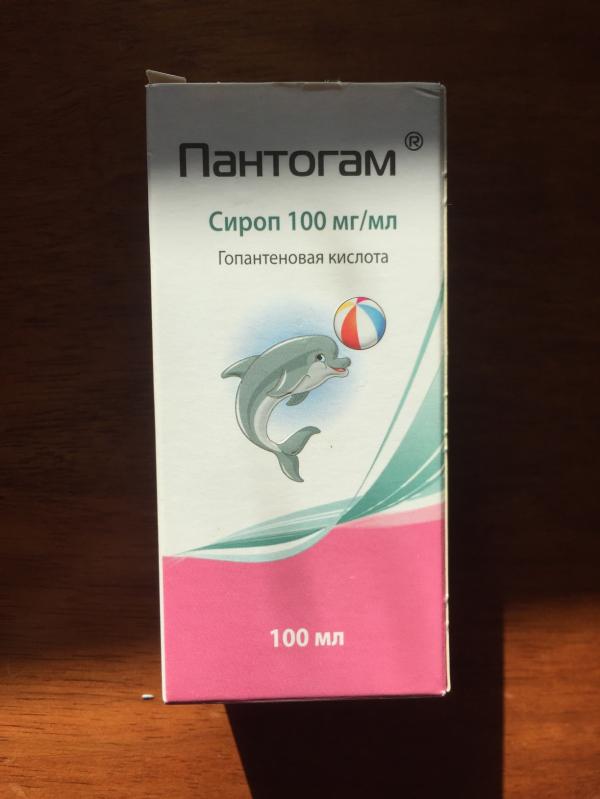 Пантогам®
Сироп 100 мг/мл
Гопантеновая кислота
100 мл